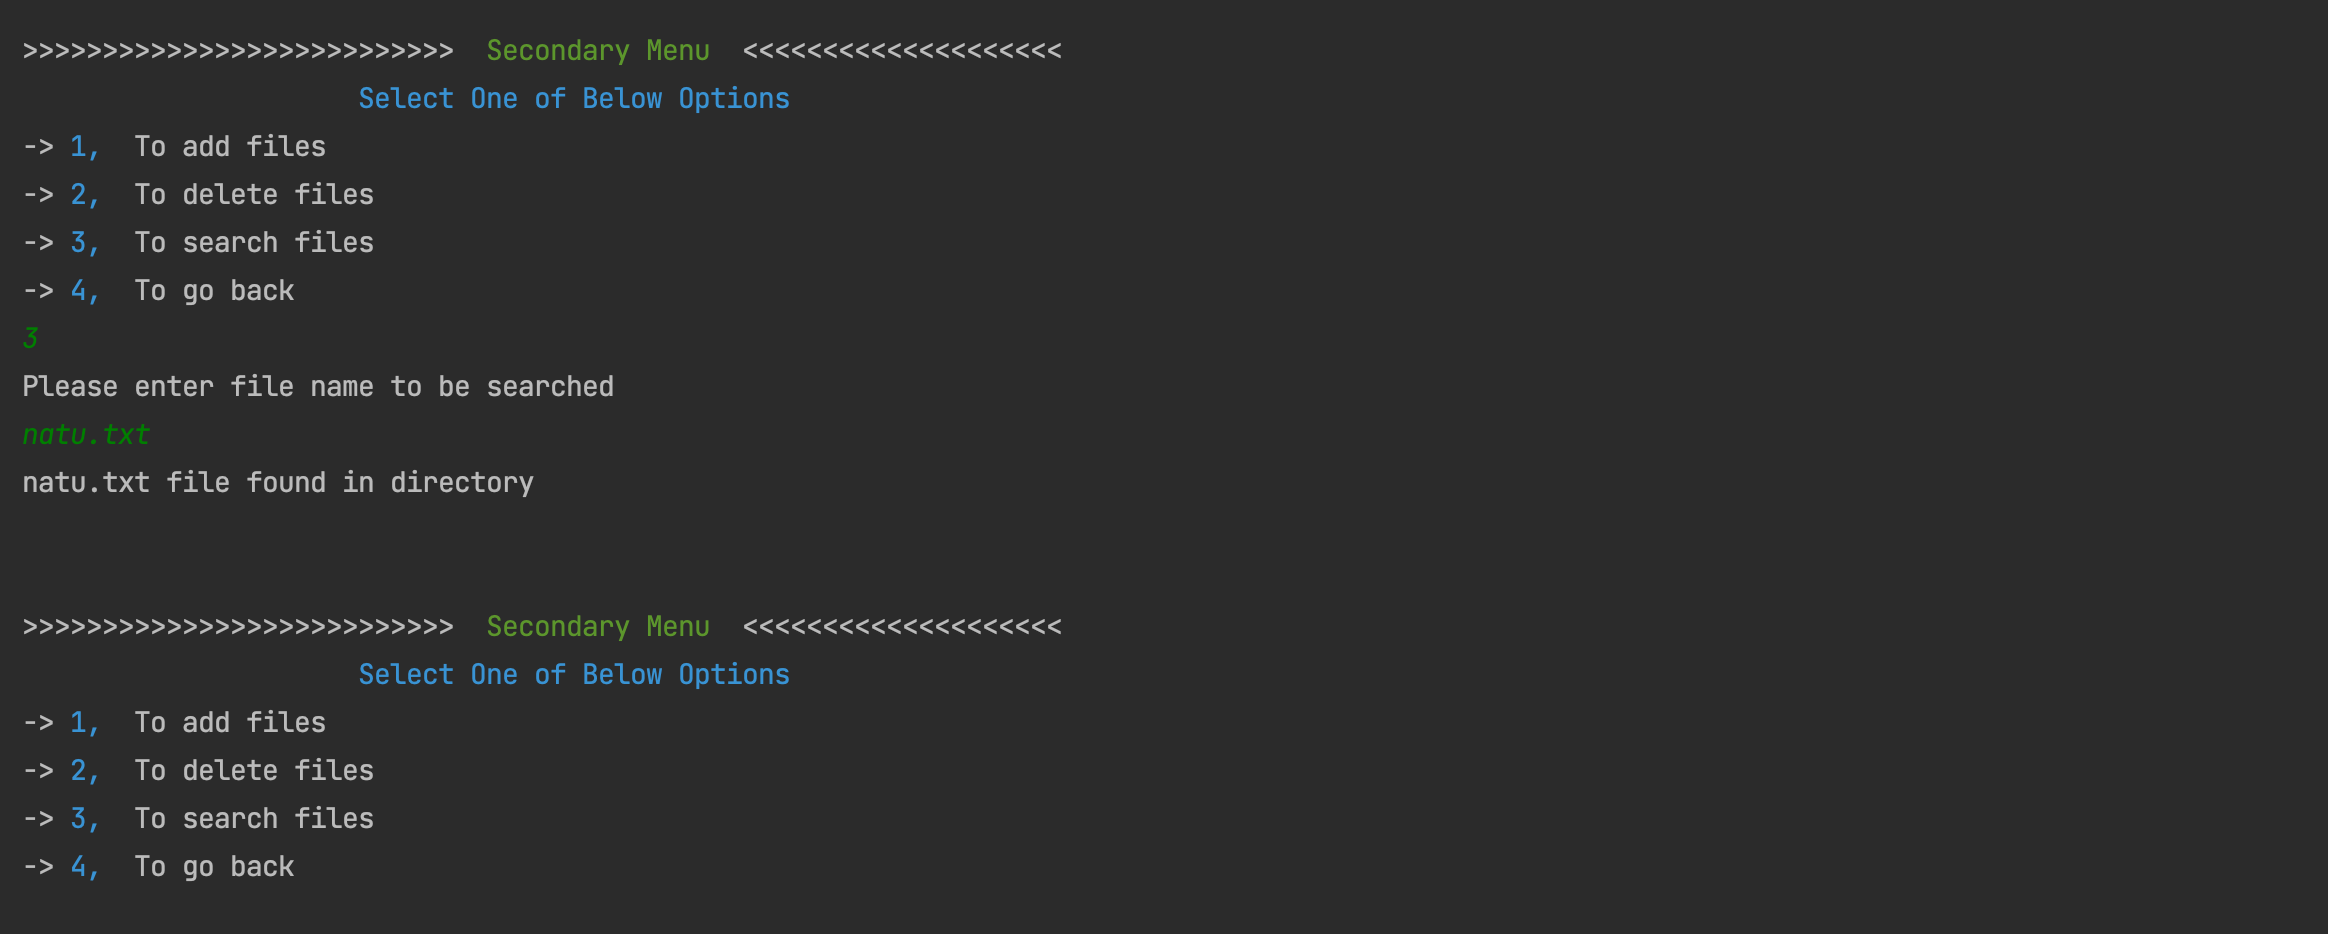 >>>>>>>>>>>>>>>>>>>>>>>>>>>  Secondary Menu  <<<<<<<<<<<<<<<<<<<<
Select One of Below Options
-> 1,  To add files
-> 2,  To delete files
-> 3,  To search files
-> 4,  To go back
3
Please enter file name to be searched
natu.txt
natu.txt file found in directory
>>>>>>>>>>>>>>>>>>>>>>>>>>>  Secondary Menu  <<<<<<<<<<<<<<<<<<<<
Select One of Below Options
-> 1,  To add files
-> 2,  To delete files
-> 3,  To search files
-> 4,  To go back